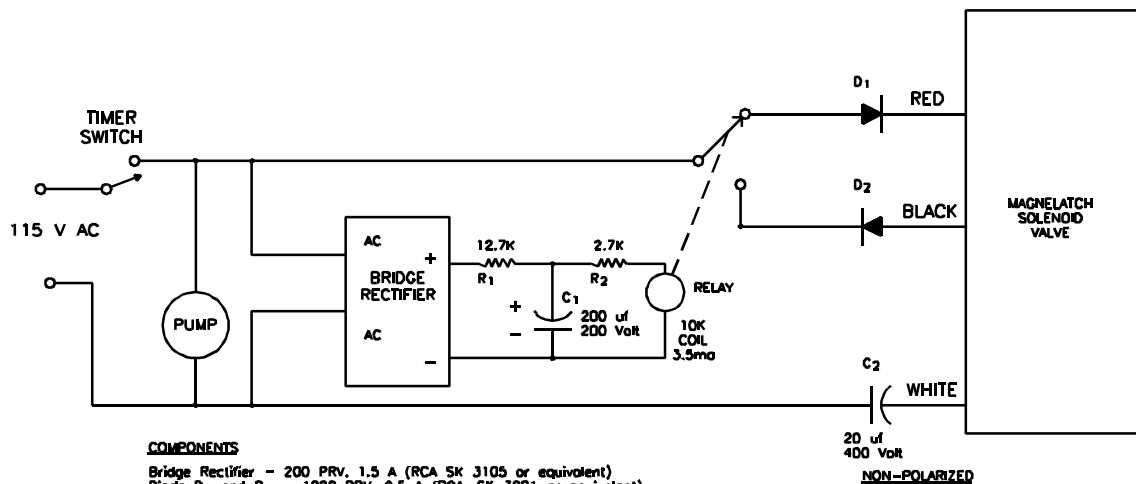 D1
RED
TIMER
SWITCH
D2
BLACK
115 V AC
MAGNELATCH
SOLENOID
VALVE
AC
+
BRIDGE
RECTIFIER
AC
-
12.7K
R1
2.7K
R2
+
-
C1
200 uf
200 Volt
RELAY
10K
COIL
3.5ma
PUMP
C2
WHITE
20 uf
400 Volt
NON-POLARIZED
COMPONENTS
Bridge Rectifier - 200 PRV. 1.5 A (RCA SK 3105 or equivalent)